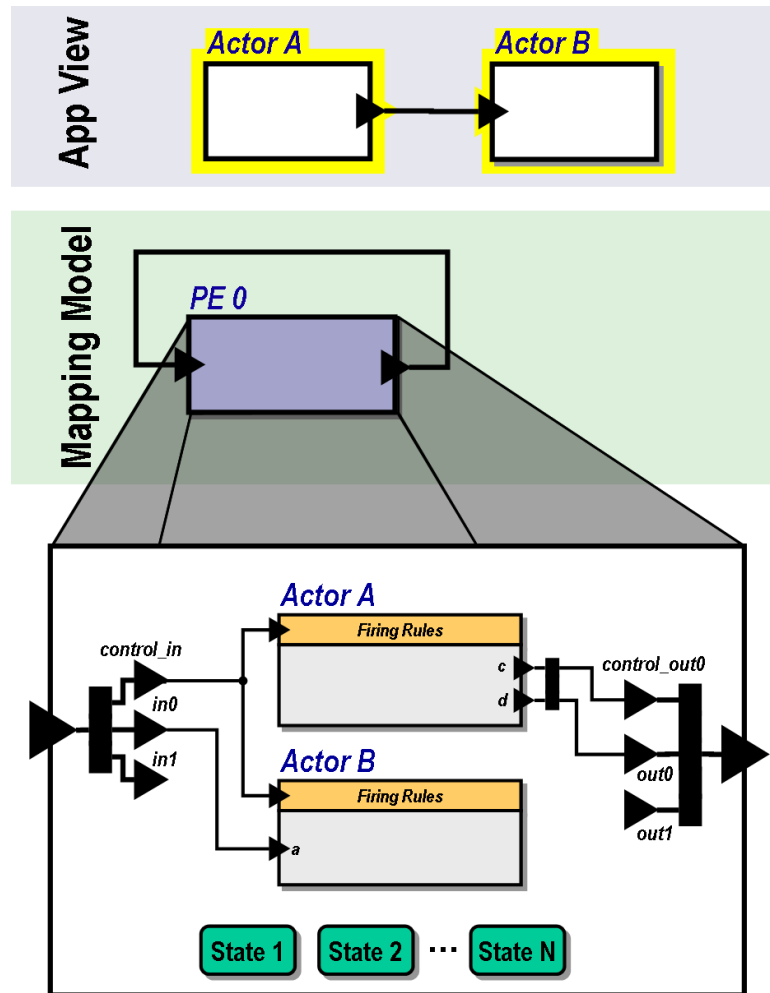 App View
Actor A
Actor B
Mapping Model
PE 0
Actor A
Firing Rules
control_in
in0
in1
c
d
control_out0
out0
out1
Actor B
Firing Rules
a
State 1
State 2
...
State N